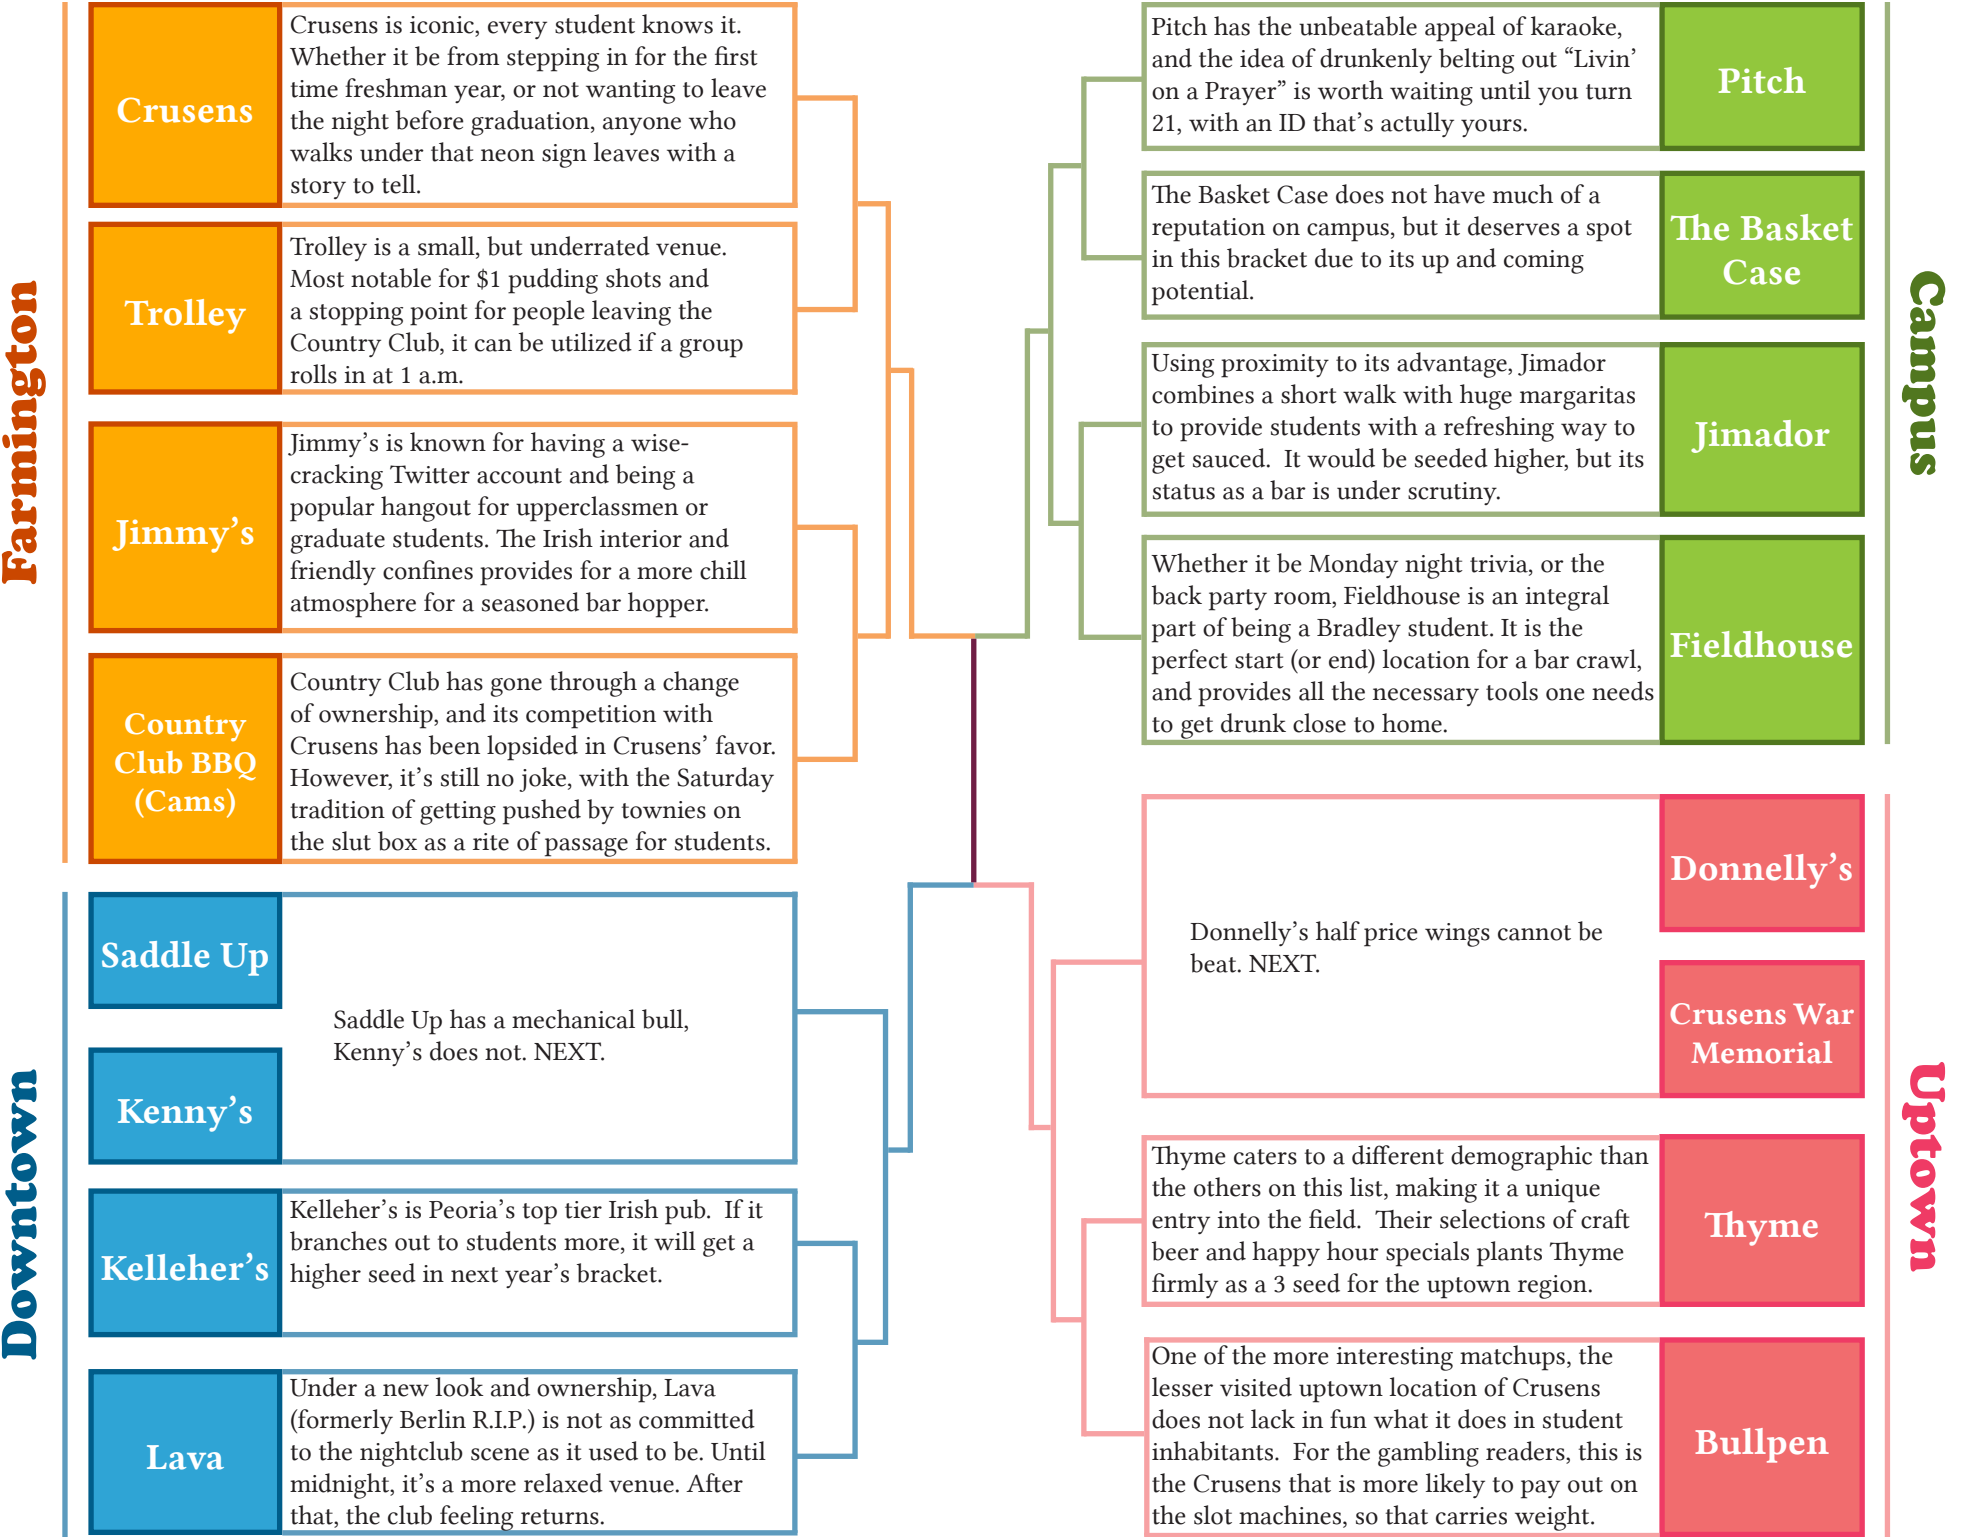 Farmington
Crusens
Crusens is iconic, every student knows it.
Whether it be from stepping in for the first
time freshman year, or not wanting to leave
the night before graduation, anyone who
walks under that neon sign leaves with a
story to tell.
Trolley
Trolley is a small, but underrated venue.
Most notable for $1 pudding shots and
a stopping point for people leaving the
Country Club, it can be utilized if a group
rolls in at 1 a.m.
Jimmy’s
Jimmy’s is known for having a wise-
cracking Twitter account and being a
popular hangout for upperclassmen or
graduate students. The Irish interior and
friendly confines provides for a more chill
atmosphere for a seasoned bar hopper.
Country
Club BBQ
(Cams)
Country Club has gone through a change
of ownership, and its competition with
Crusens has been lopsided in Crusens’ favor.
However, it’s still no joke, with the Saturday
tradition of getting pushed by townies on
the slut box as a rite of passage for students.
Downtown
Saddle Up
Kenny’s
Saddle Up has a mechanical bull,
Kenny’s does not. NEXT.
Kelleher’s
Kelleher’s is Peoria’s top tier Irish pub.  If it
branches out to students more, it will get a
higher seed in next year’s bracket.
Lava
Under a new look and ownership, Lava
(formerly Berlin R.I.P.) is not as committed
to the nightclub scene as it used to be. Until
midnight, it’s a more relaxed venue. After
that, the club feeling returns.
Campus
Pitch has the unbeatable appeal of karaoke,
and the idea of drunkenly belting out “Livin’
on a Prayer” is worth waiting until you turn
21, with an ID that’s actully yours.
Pitch
The Basket Case does not have much of a
reputation on campus, but it deserves a spot
in this bracket due to its up and coming
potential.
The Basket
Case
Using proximity to its advantage, Jimador
combines a short walk with huge margaritas
to provide students with a refreshing way to
get sauced.  It would be seeded higher, but its
status as a bar is under scrutiny.
Jimador
Whether it be Monday night trivia, or the
back party room, Fieldhouse is an integral
part of being a Bradley student. It is the
perfect start (or end) location for a bar crawl,
and provides all the necessary tools one needs
to get drunk close to home.
Fieldhouse
Uptown
Donnelly’s half price wings cannot be
beat. NEXT.
Donnelly’s
Crusens War
Memorial
Thyme caters to a different demographic than
the others on this list, making it a unique
entry into the field.  Their selections of craft
beer and happy hour specials plants Thyme
firmly as a 3 seed for the uptown region.
Thyme
One of the more interesting matchups, the
lesser visited uptown location of Crusens
does not lack in fun what it does in student
inhabitants.  For the gambling readers, this is
the Crusens that is more likely to pay out on
the slot machines, so that carries weight.
Bullpen